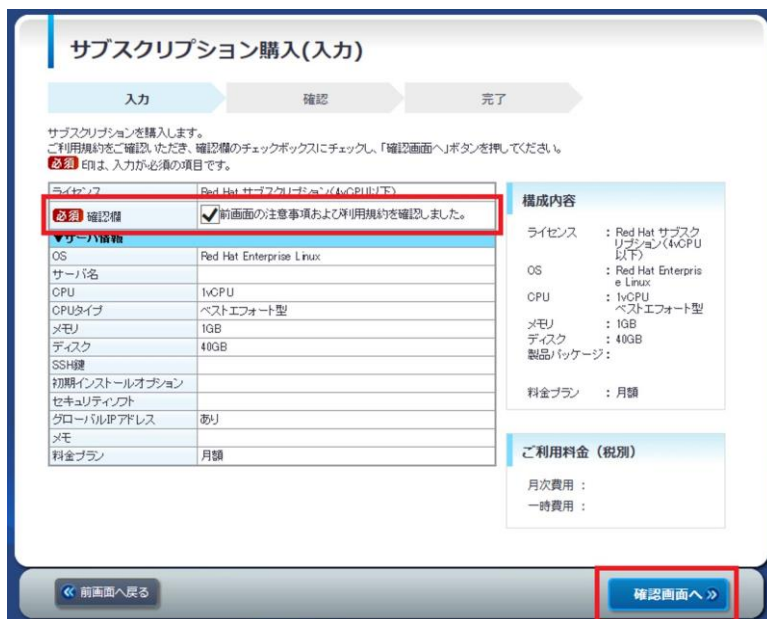 サブスクリプション購入(入力)
入力 確認 完了
サブスクリプションを購入します。
ご利用規約をご確認いただき、確認欄のチェックボックスにチェックし、「確認画面へ」ボタンを押してください。
必須 印は、入力が必須の項目です。
ライセンス Red Hat サブスクリプション(4vCPU以下)
必須 確認欄 前画面の注意事項および利用規約を確認しました。
▼サーバ情報
OS Red Hat Enterprise Linux
サーバ名
CPU 1vCPU
CPUタイプ ベストエフォート型
メモリ 1GB
ディスク 40GB
SSH鍵
初期インストールオプション
セキュリティソフト
グローバルIPアドレス あり
メモ
料金プラン 月額
構成内容
ライセンス : Red Hat サブスク
リプション(4vCPU
以下)
OS : Red Hat Enterpris
e Linux
CPU : 1vCPU
ベストエフォート型
メモリ : 1GB
ディスク : 40GB
製品パッケージ :
料金プラン : 月額
ご利用料金（税別）
月次費用 :
一時費用 :
前画面へ戻る
確認画面へ